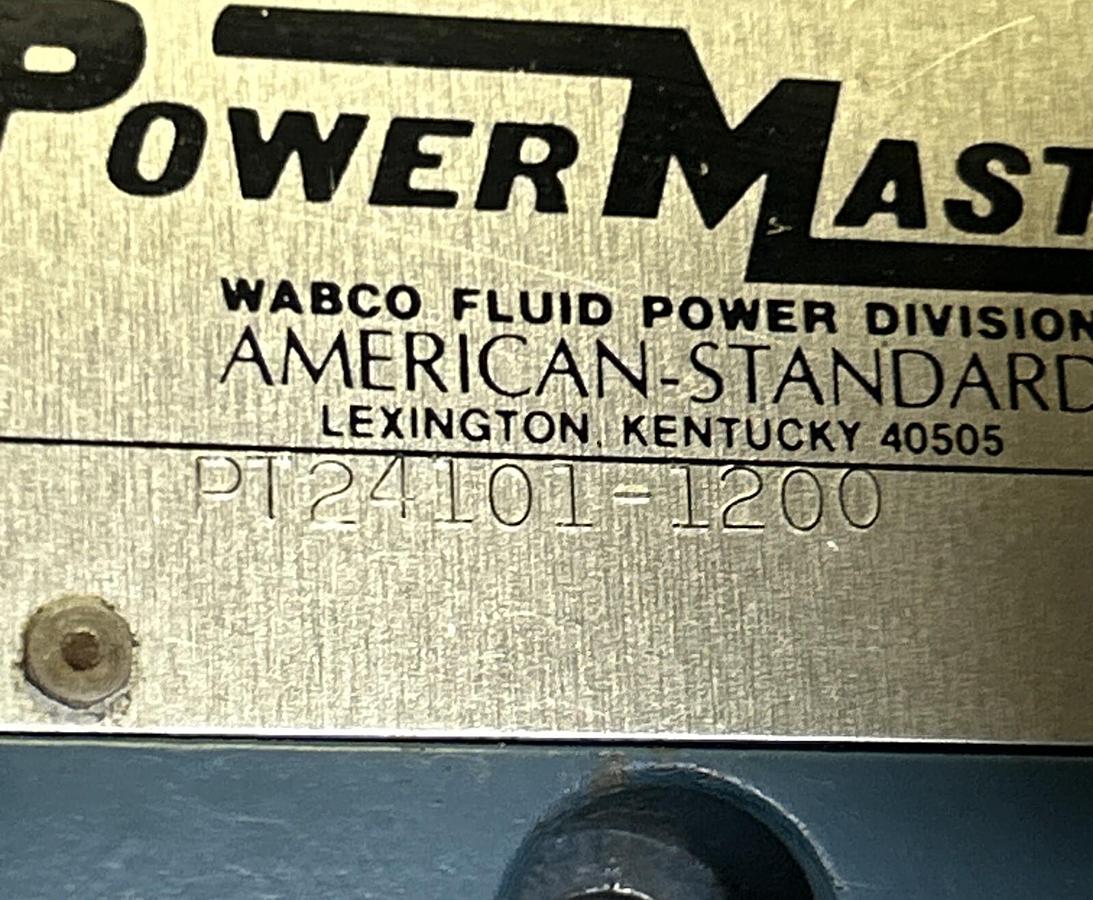 POWERMAST
WABCO FLUID POWER DIVISION
AMERICAN-STANDARD
LEXINGTON, KENTUCKY 40505
PT24101-1200